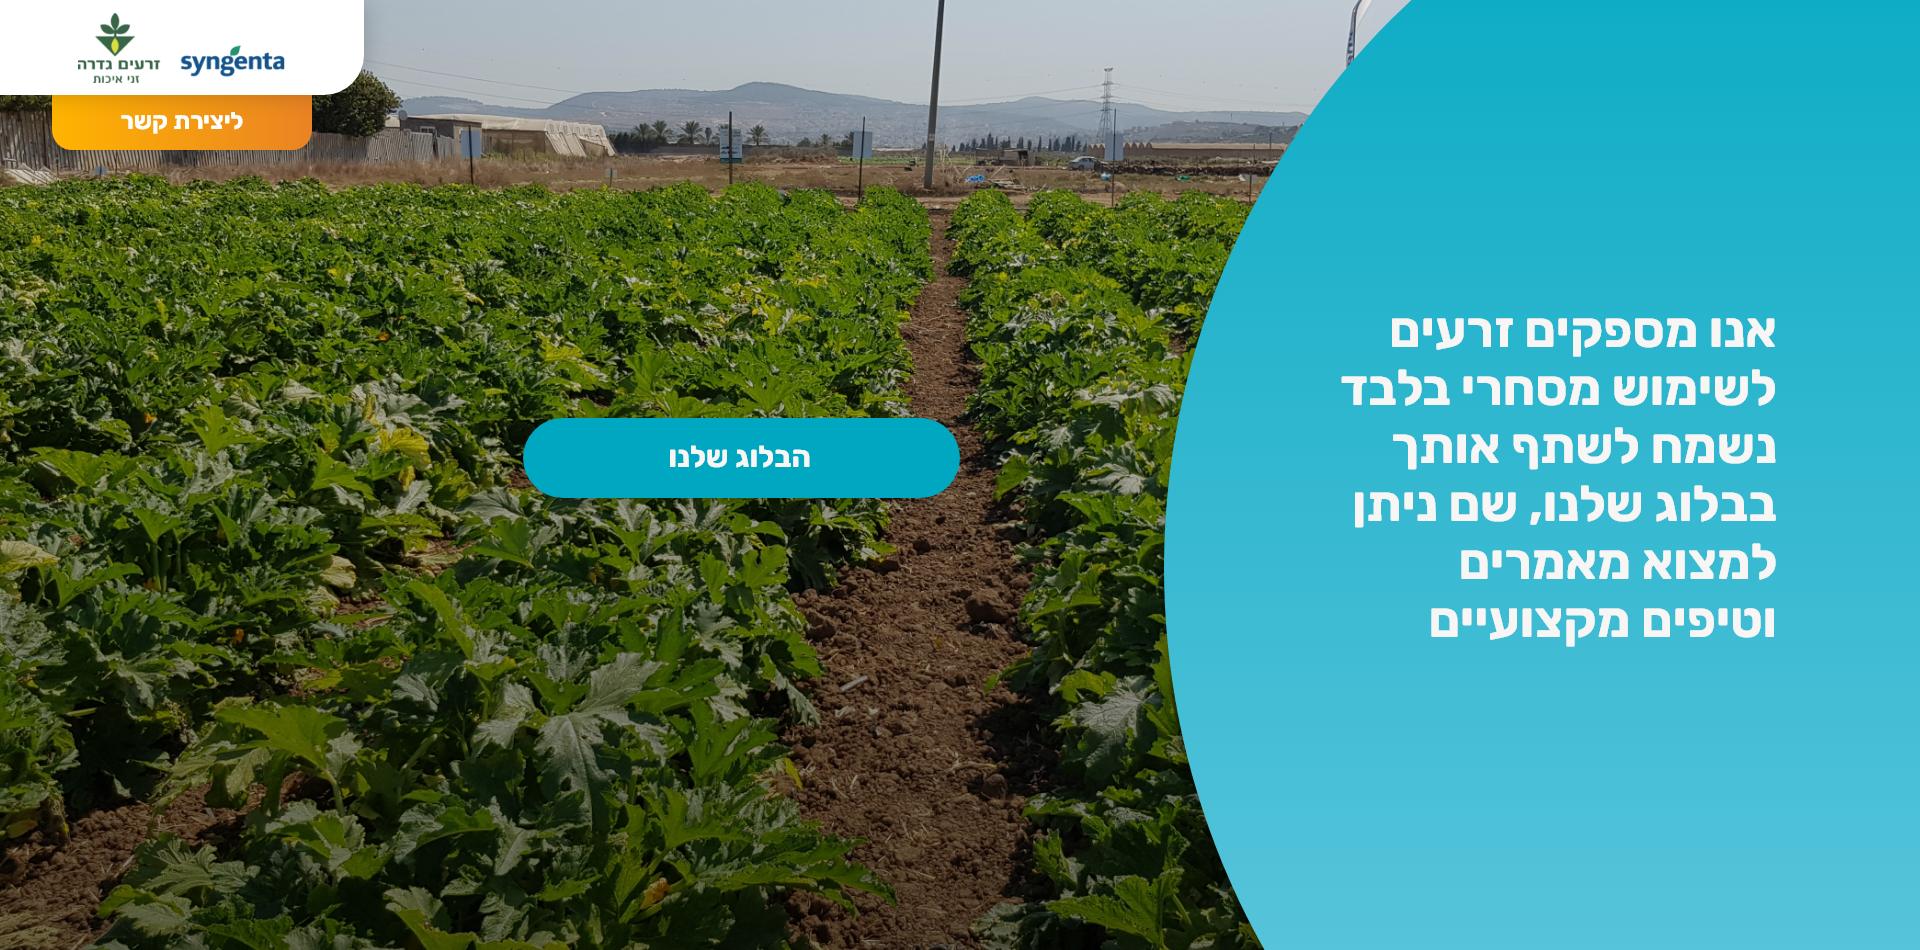 זרעים גדרה
זני איכות
syngenta
ליצירת קשר
אנו מספקים זרעים
לשימוש מסחרי בלבד
נשמח לשתף אותך
בבלוג שלנו, שם ניתן
למצוא מאמרים
וטיפים מקצועיים
הבלוג שלנו